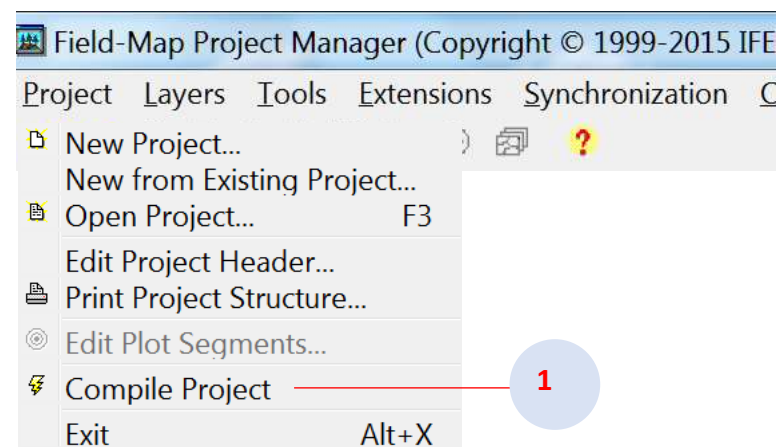 Field-Map Project Manager (Copyright © 1999-2015 IFE
Project Layers Tools Extensions Synchronization
?
New Project...
New from Existing Project...
Open Project... F3
Edit Project Header...
Print Project Structure...
Edit Plot Segments...
Compile Project 1
Exit Alt+X